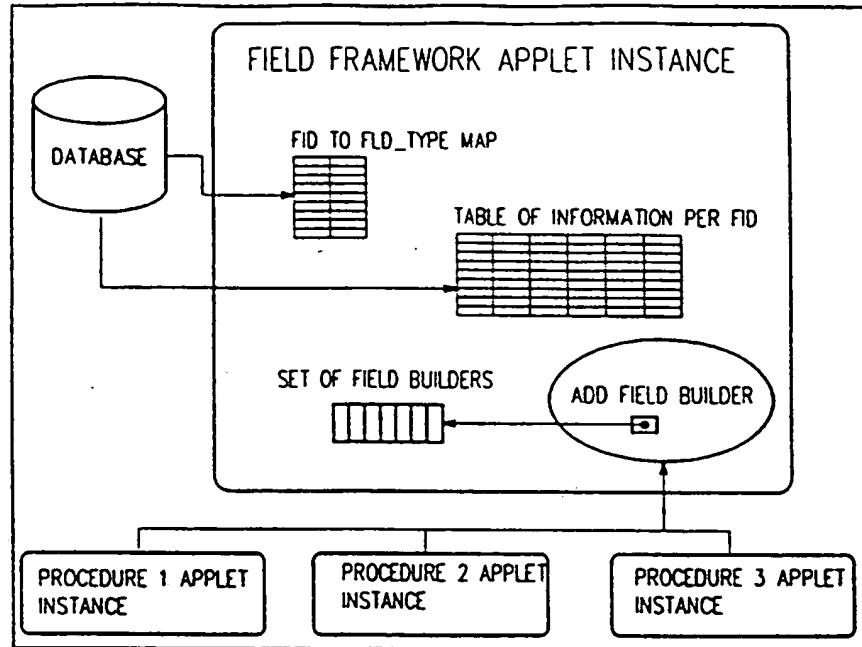 FIELD FRAMEWORK APPLET INSTANCE
DATABASE
FID TO FLD_TYPE MAP
TABLE OF INFORMATION PER FID
SET OF FIELD BUILDERS
ADD FIELD BUILDER
PROCEDURE 1 APPLET
INSTANCE
PROCEDURE 2 APPLET
INSTANCE
PROCEDURE 3 APPLET
INSTANCE